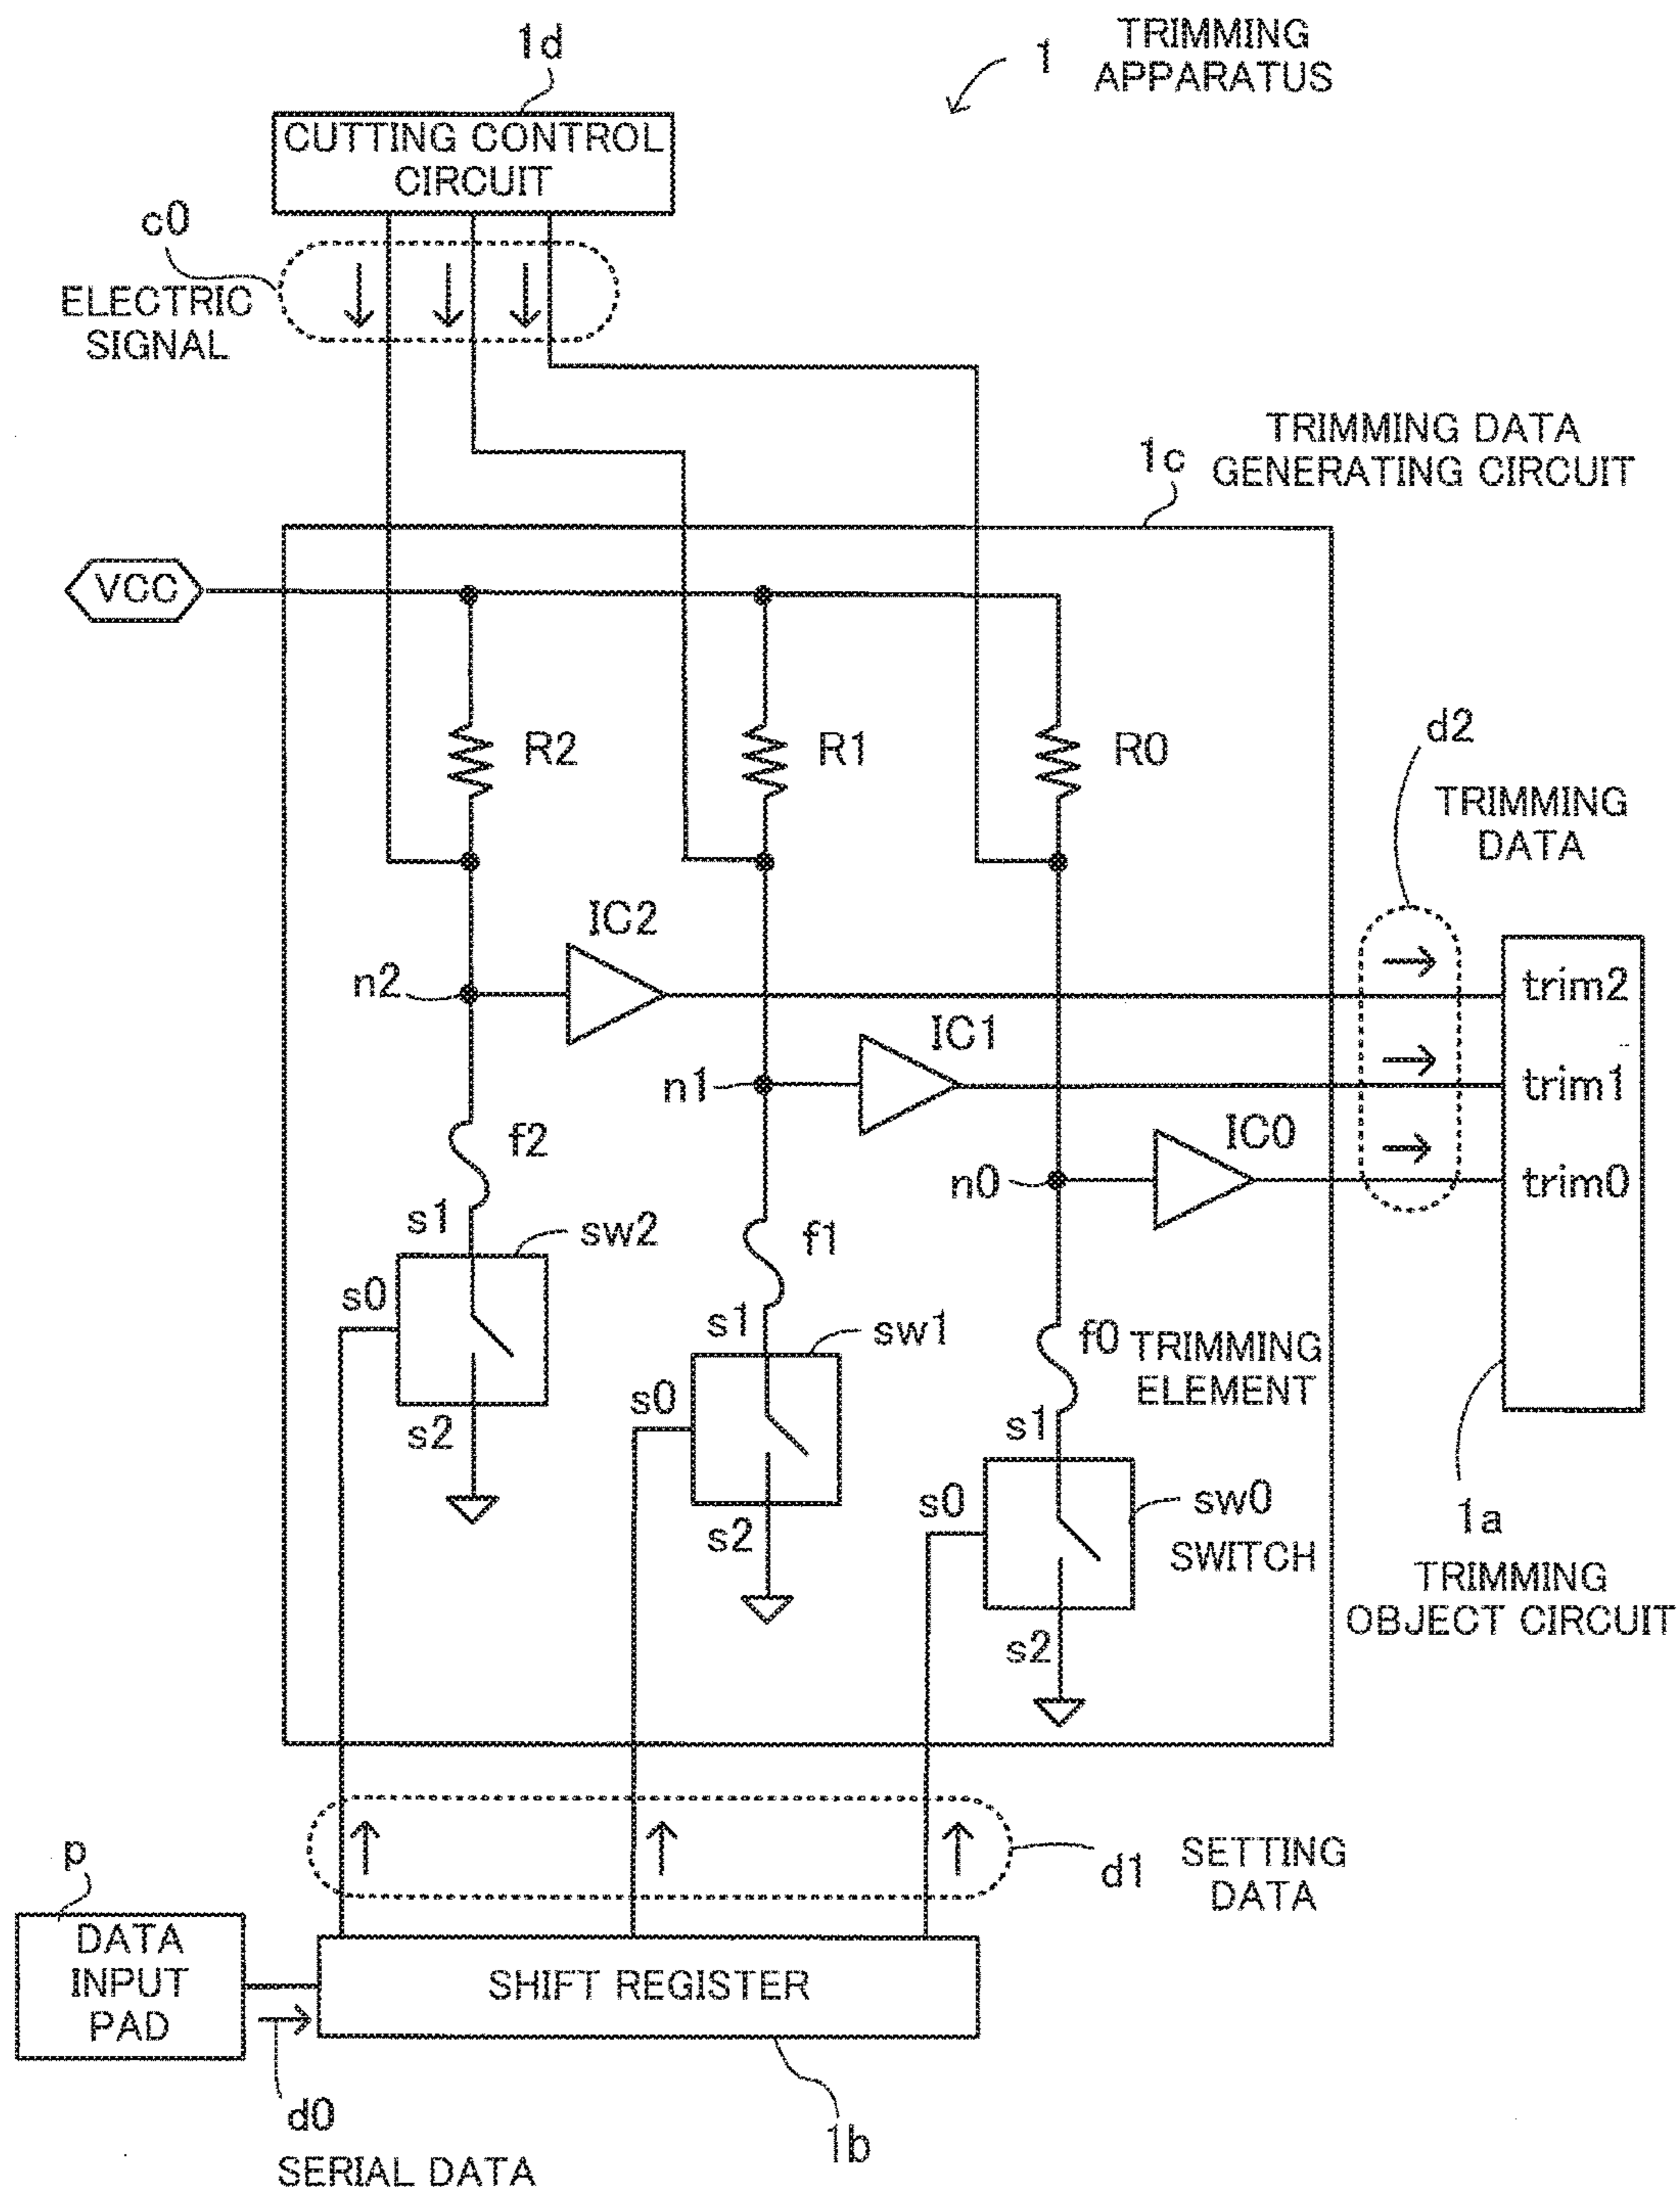 1d
1
TRIMMING
APPARATUS
CUTTING CONTROL
CIRCUIT
c0
ELECTRIC
SIGNAL
TRIMMING DATA
GENERATING CIRCUIT
1c
VCC
R2
R1
R0
d2
TRIMMING
DATA
IC2
n2
trim2
IC1
n1
trim1
IC0
n0
trim0
f2
s1
sw2
s0
s2
f1
s1
sw1
s0
s2
f0
TRIMMING
ELEMENT
s1
s0
sw0
SWITCH
s2
1a
TRIMMING
OBJECT CIRCUIT
d1
SETTING
DATA
p
DATA
INPUT
PAD
SHIFT REGISTER
d0
SERIAL DATA
1b